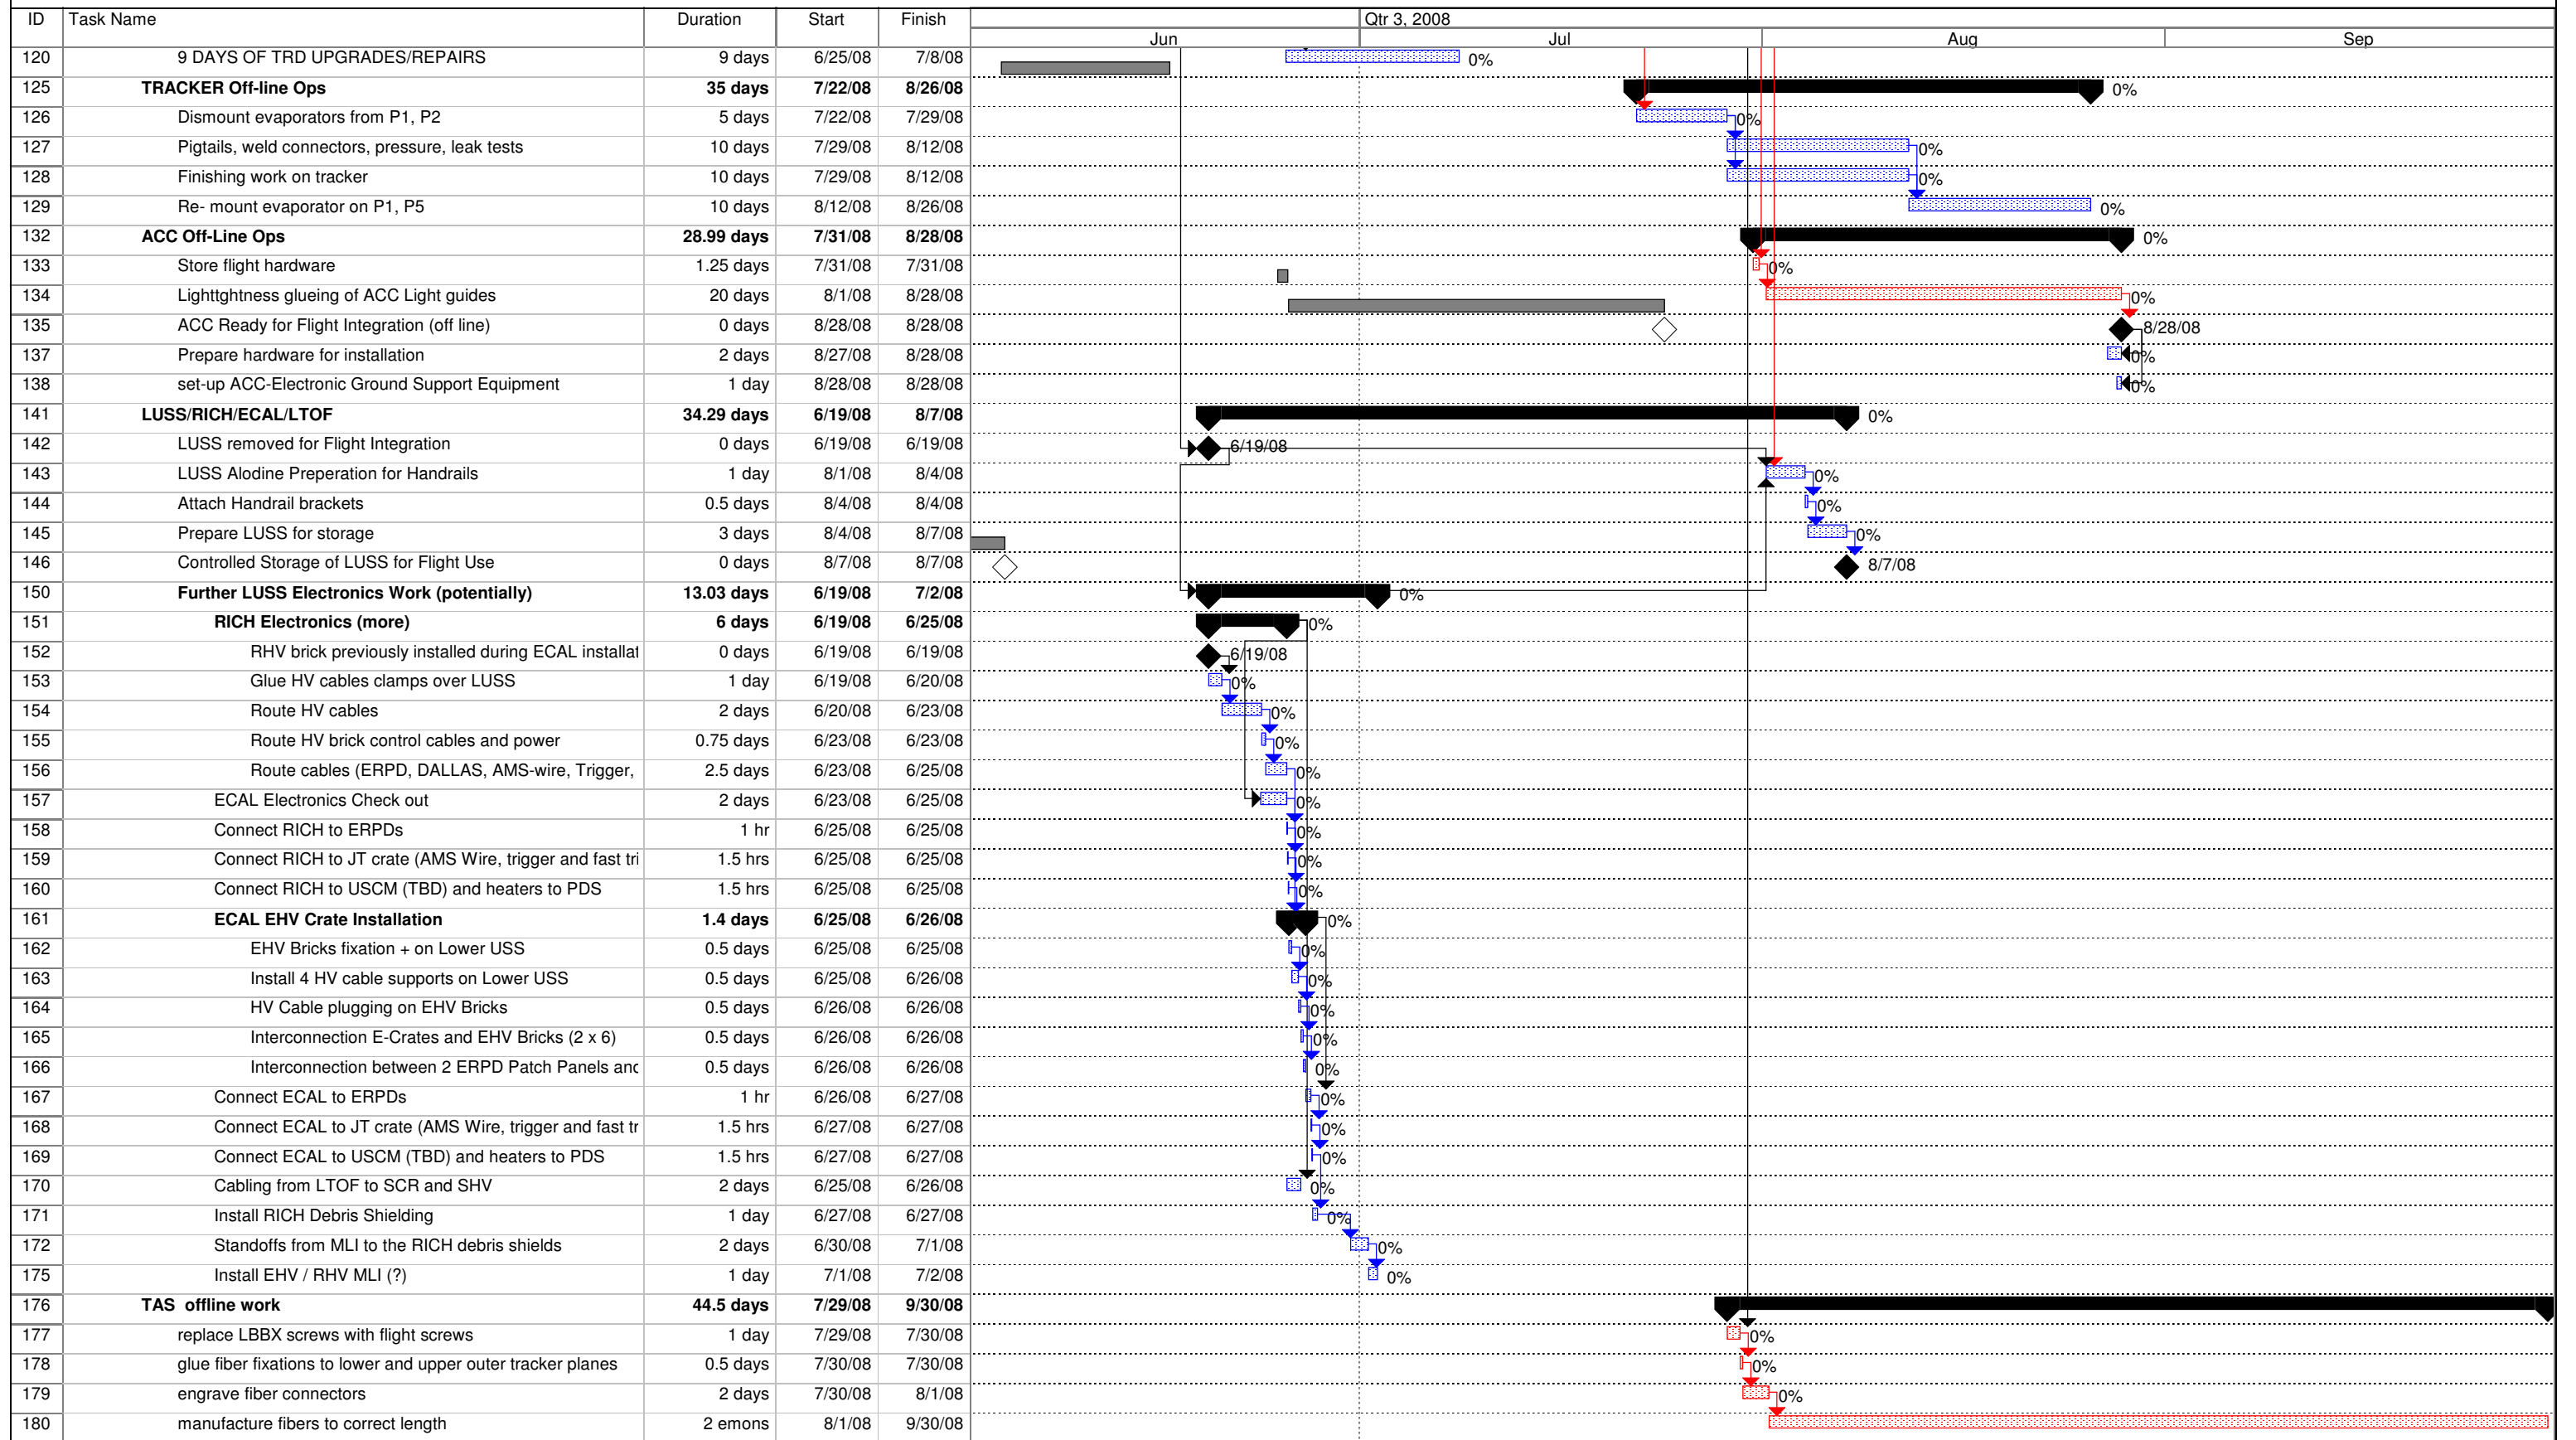 ID Task Name Duration Start Finish Qtr 3, 2008
Jun Jul Aug Sep
120 9 DAYS OF TRD UPGRADES/REPAIRS 9 days 6/25/08 7/8/08 0%
125 TRACKER Off-line Ops 35 days 7/22/08 8/26/08 0%
126 Dismount evaporators from P1, P2 5 days 7/22/08 7/29/08 0%
127 Pigtails, weld connectors, pressure, leak tests 10 days 7/29/08 8/12/08 0%
128 Finishing work on tracker 10 days 7/29/08 8/12/08 0%
129 Re- mount evaporator on P1, P5 10 days 8/12/08 8/26/08 0%
132 ACC Off-Line Ops 28.99 days 7/31/08 8/28/08 0%
133 Store flight hardware 1.25 days 7/31/08 7/31/08 0%
134 Lighttghtness glueing of ACC Light guides 20 days 8/1/08 8/28/08 0%
135 ACC Ready for Flight Integration (off line) 0 days 8/28/08 8/28/08 8/28/08
137 Prepare hardware for installation 2 days 8/27/08 8/28/08 0%
138 set-up ACC-Electronic Ground Support Equipment 1 day 8/28/08 8/28/08 0%
141 LUSS/RICH/ECAL/LTOF 34.29 days 6/19/08 8/7/08 0%
142 LUSS removed for Flight Integration 0 days 6/19/08 6/19/08 6/19/08
143 LUSS Alodine Preperation for Handrails 1 day 8/1/08 8/4/08 0%
144 Attach Handrail brackets 0.5 days 8/4/08 8/4/08 0%
145 Prepare LUSS for storage 3 days 8/4/08 8/7/08 0%
146 Controlled Storage of LUSS for Flight Use 0 days 8/7/08 8/7/08 8/7/08
150 Further LUSS Electronics Work (potentially) 13.03 days 6/19/08 7/2/08 0%
151 RICH Electronics (more) 6 days 6/19/08 6/25/08 0%
152 RHV brick previously installed during ECAL installat 0 days 6/19/08 6/19/08 6/19/08
153 Glue HV cables clamps over LUSS 1 day 6/19/08 6/20/08 0%
154 Route HV cables 2 days 6/20/08 6/23/08 0%
155 Route HV brick control cables and power 0.75 days 6/23/08 6/23/08 0%
156 Route cables (ERPD, DALLAS, AMS-wire, Trigger, 2.5 days 6/23/08 6/25/08 0%
157 ECAL Electronics Check out 2 days 6/23/08 6/25/08 0%
158 Connect RICH to ERPDs 1 hr 6/25/08 6/25/08 0%
159 Connect RICH to JT crate (AMS Wire, trigger and fast tri 1.5 hrs 6/25/08 6/25/08 0%
160 Connect RICH to USCM (TBD) and heaters to PDS 1.5 hrs 6/25/08 6/25/08 0%
161 ECAL EHV Crate Installation 1.4 days 6/25/08 6/26/08 0%
162 EHV Bricks fixation + on Lower USS 0.5 days 6/25/08 6/25/08 0%
163 Install 4 HV cable supports on Lower USS 0.5 days 6/25/08 6/26/08 0%
164 HV Cable plugging on EHV Bricks 0.5 days 6/26/08 6/26/08 0%
165 Interconnection E-Crates and EHV Bricks (2 x 6) 0.5 days 6/26/08 6/26/08 0%
166 Interconnection between 2 ERPD Patch Panels and 0.5 days 6/26/08 6/26/08 0%
167 Connect ECAL to ERPDs 1 hr 6/26/08 6/27/08 0%
168 Connect ECAL to JT crate (AMS Wire, trigger and fast tr 1.5 hrs 6/27/08 6/27/08 0%
169 Connect ECAL to USCM (TBD) and heaters to PDS 1.5 hrs 6/27/08 6/27/08 0%
170 Cabling from LTOF to SCR and SHV 2 days 6/25/08 6/26/08 0%
171 Install RICH Debris Shielding 1 day 6/27/08 6/27/08 0%
172 Standoffs from MLI to the RICH debris shields 2 days 6/30/08 7/1/08 0%
175 Install EHV / RHV MLI (?) 1 day 7/1/08 7/2/08 0%
176 TAS offline work 44.5 days 7/29/08 9/30/08
177 replace LBBX screws with flight screws 1 day 7/29/08 7/30/08 0%
178 glue fiber fixations to lower and upper outer tracker planes 0.5 days 7/30/08 7/30/08 0%
179 engrave fiber connectors 2 days 7/30/08 8/1/08 0%
180 manufacture fibers to correct length 2 emons 8/1/08 9/30/08